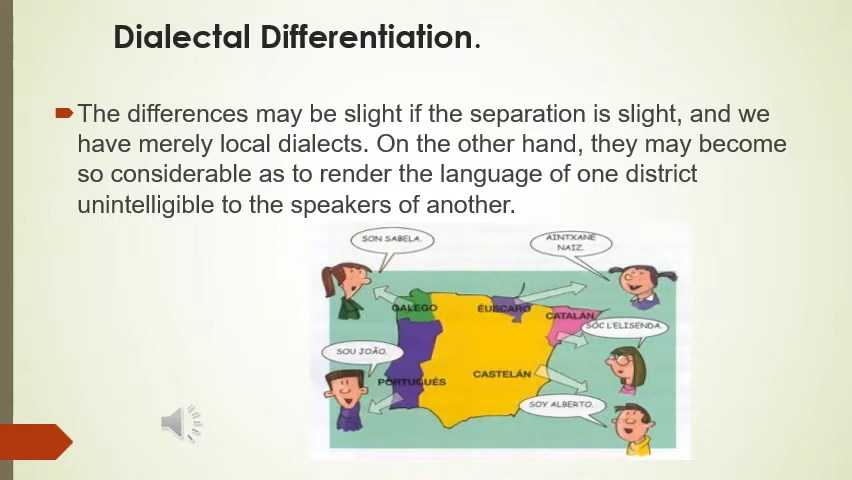 Dialectal Differentiation.
The differences may be slight if the separation is slight, and we
have merely local dialects. On the other hand, they may become
so considerable as to render the language of one district
unintelligible to the speakers of another.
SON SABELA.
AINTXANE
NAIZ.
GALEGO
ÉUSCARO
CATALÁN
SÓC L'ELISENDA.
SOU JOÃO.
PORTUGUÉS
CASTELÁN
SOY ALBERTO.